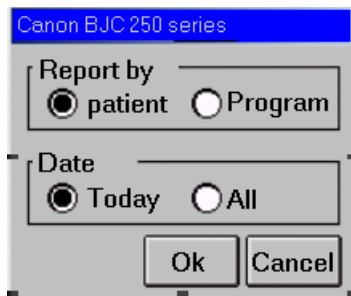 Canon BJC 250 series
Report by
patient Program
Date
Today All
Ok Cancel